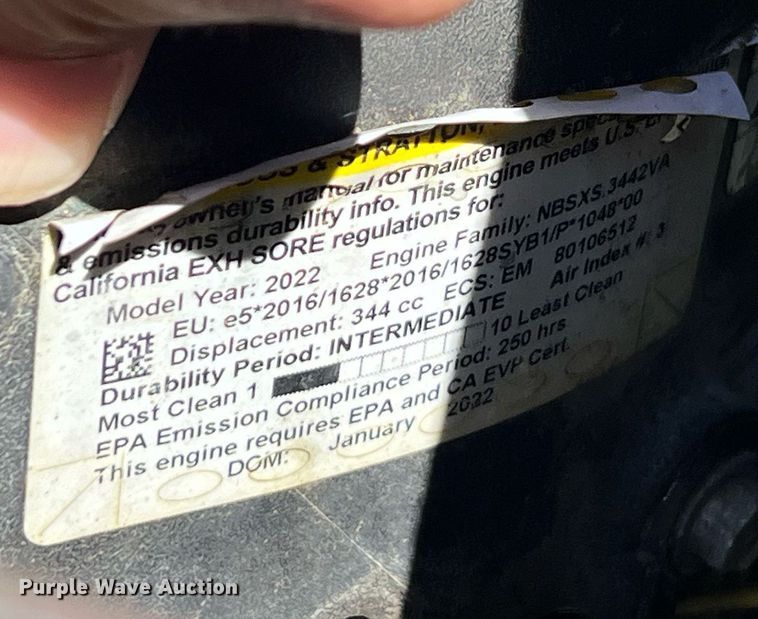 & STRATTON,
owner's manual for maintenance
& emissions durability info. This engine meets U.S.
California EXH SORE regulations for:
Model Year: 2022 Engine Family: NBSXS.3442VA
EU: e5*2016/1628*2016/1628SYB1/P*1048*00
Displacement: 344 cc ECS: EM 80106512
Durability Period: INTERMEDIATE Air Index #: 3
Most Clean 1 10 Least Clean
EPA Emission Compliance Period: 250 hrs
This engine requires EPA and CA EVP Cert.
DOM: January 2022
Purple Wave Auction